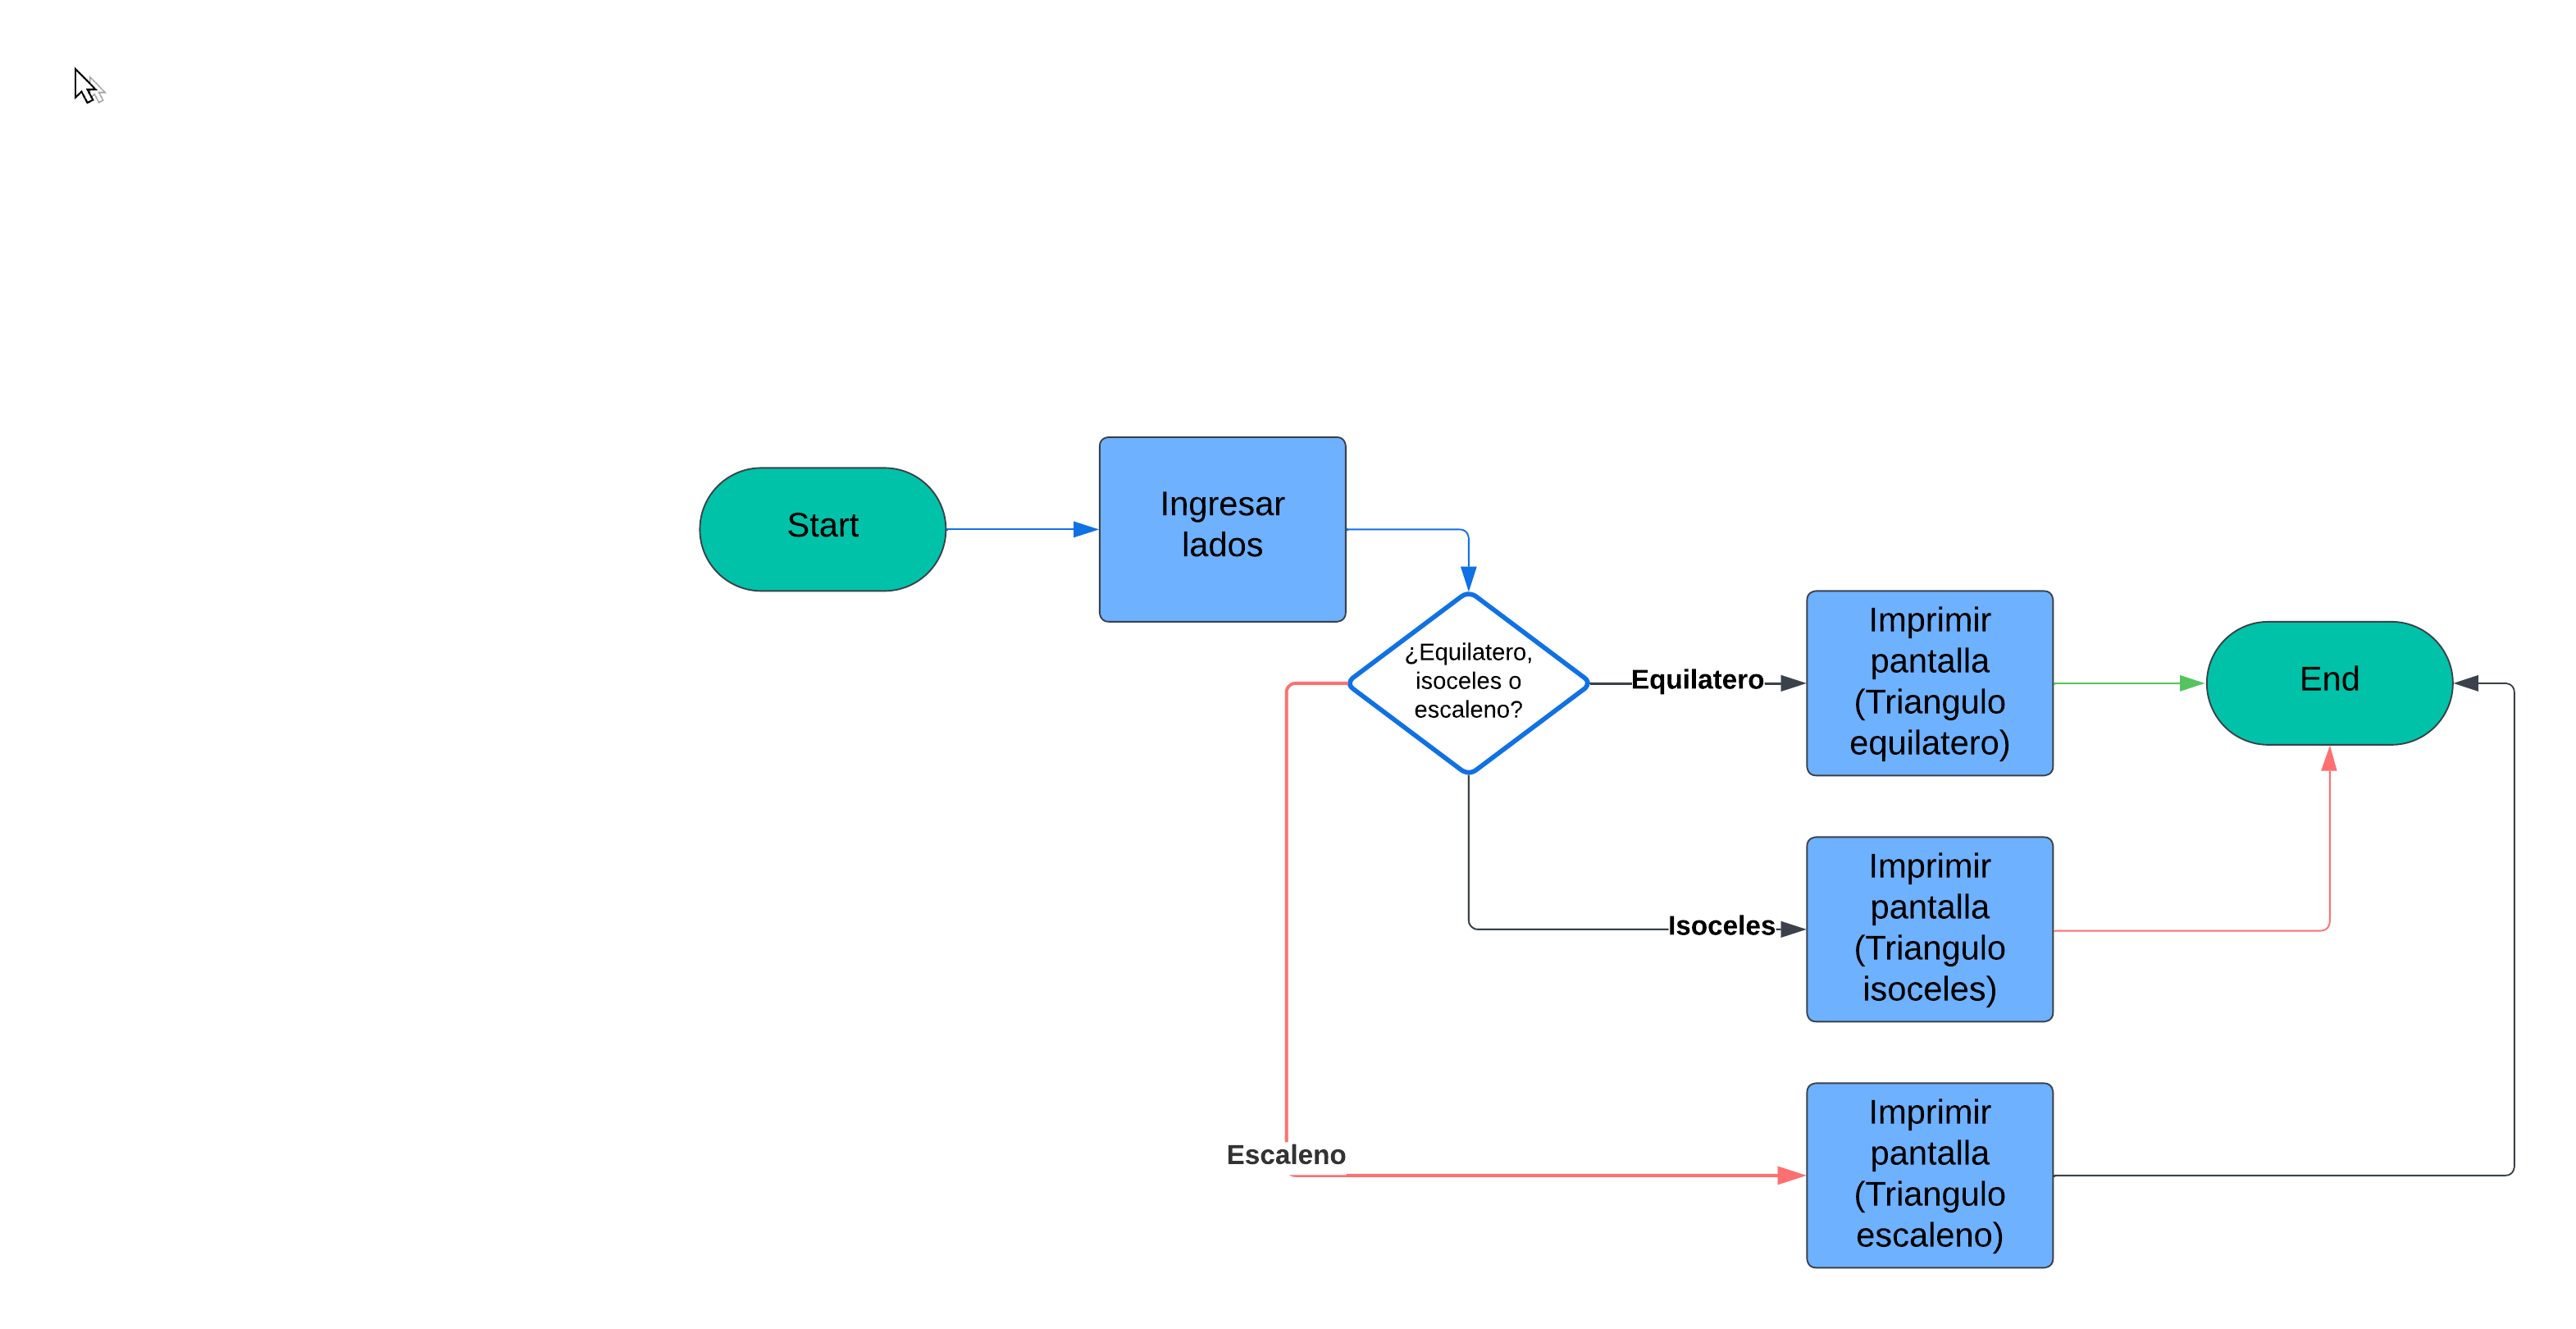 Start
Ingresar
lados
¿Equilatero,
isoceles o
escaleno?
Equilatero
Imprimir
pantalla
(Triangulo
equilatero)
End
Isoceles
Imprimir
pantalla
(Triangulo
isoceles)
Escaleno
Imprimir
pantalla
(Triangulo
escaleno)